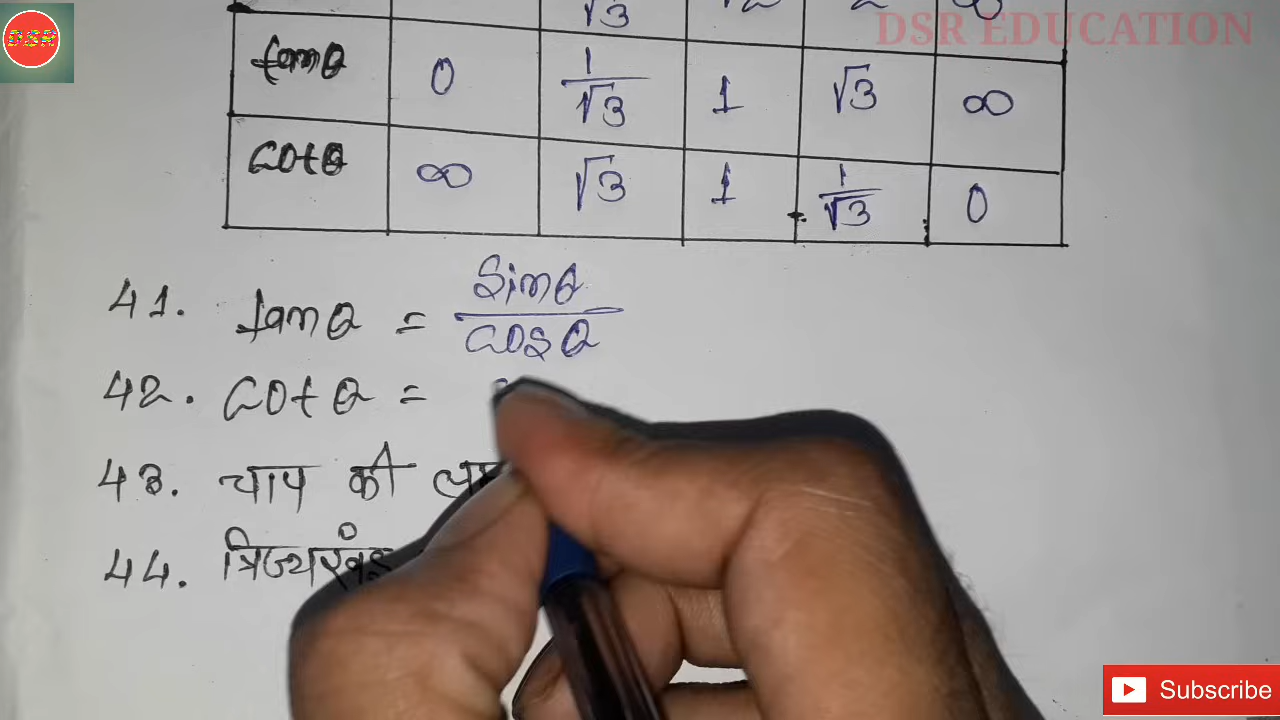 DSR
DSR EDUCATION
√3
tanθ 0 1/√3 1 √3 ∞
cotθ ∞ √3 1 1/√3 0
41. tanθ = sinθ/cosθ
42. cotθ =
43. चाप की
44. त्रिज्यखंड
Subscribe